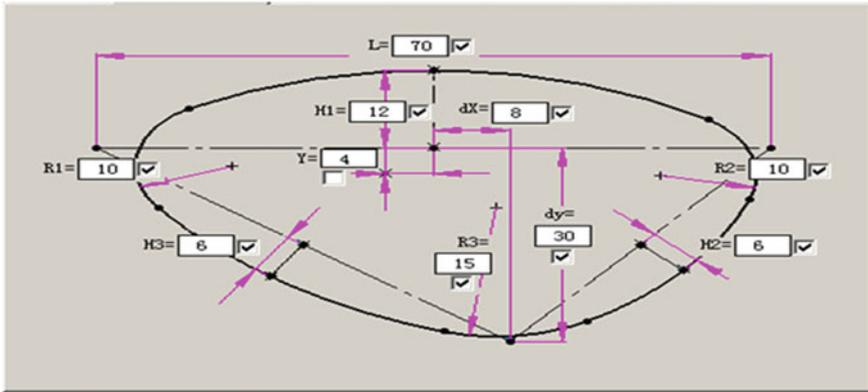 L= 70
H1= 12 dX= 8
Y= 4
R1= 10 R2= 10
dy= 30
H3= 6 R3= 15 H2= 6